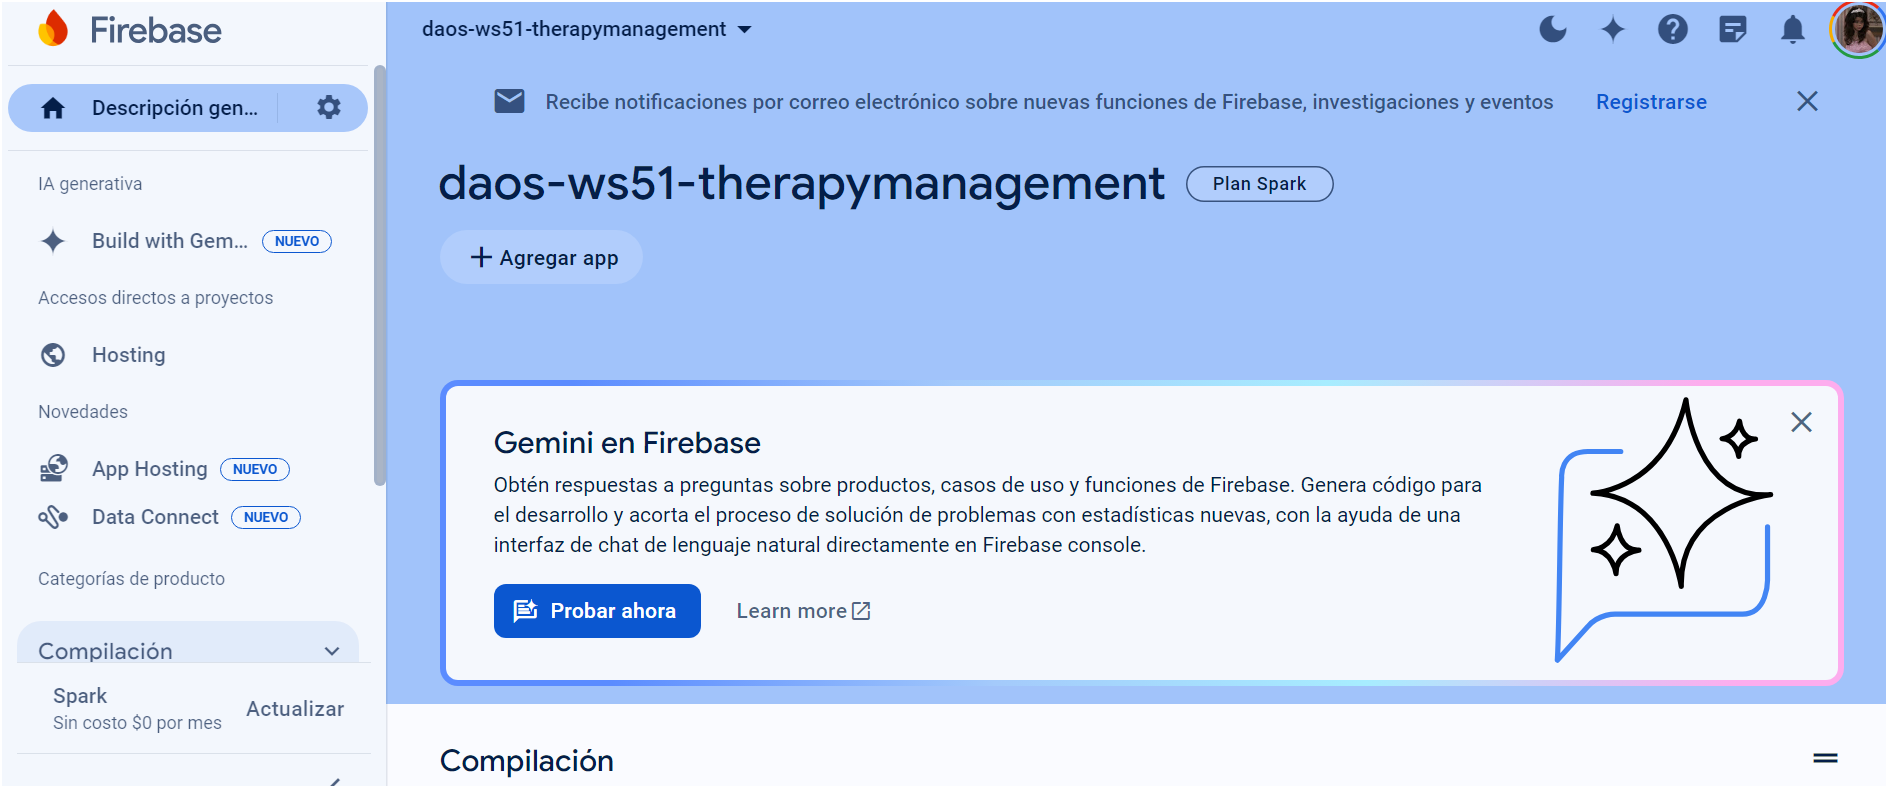 Firebase
daos-ws51-therapymanagement
Descripción gen...
Recibe notificaciones por correo electrónico sobre nuevas funciones de Firebase, investigaciones y eventos
Registrarse
daos-ws51-therapymanagement
Plan Spark
Agregar app
IA generativa
Build with Gem...
NUEVO
Accesos directos a proyectos
Hosting
Novedades
App Hosting
NUEVO
Data Connect
NUEVO
Categorías de producto
Compilación
Spark
Sin costo $0 por mes
Actualizar
Gemini en Firebase
Obtén respuestas a preguntas sobre productos, casos de uso y funciones de Firebase. Genera código para
el desarrollo y acorta el proceso de solución de problemas con estadísticas nuevas, con la ayuda de una
interfaz de chat de lenguaje natural directamente en Firebase console.
Probar ahora
Learn more
Compilación